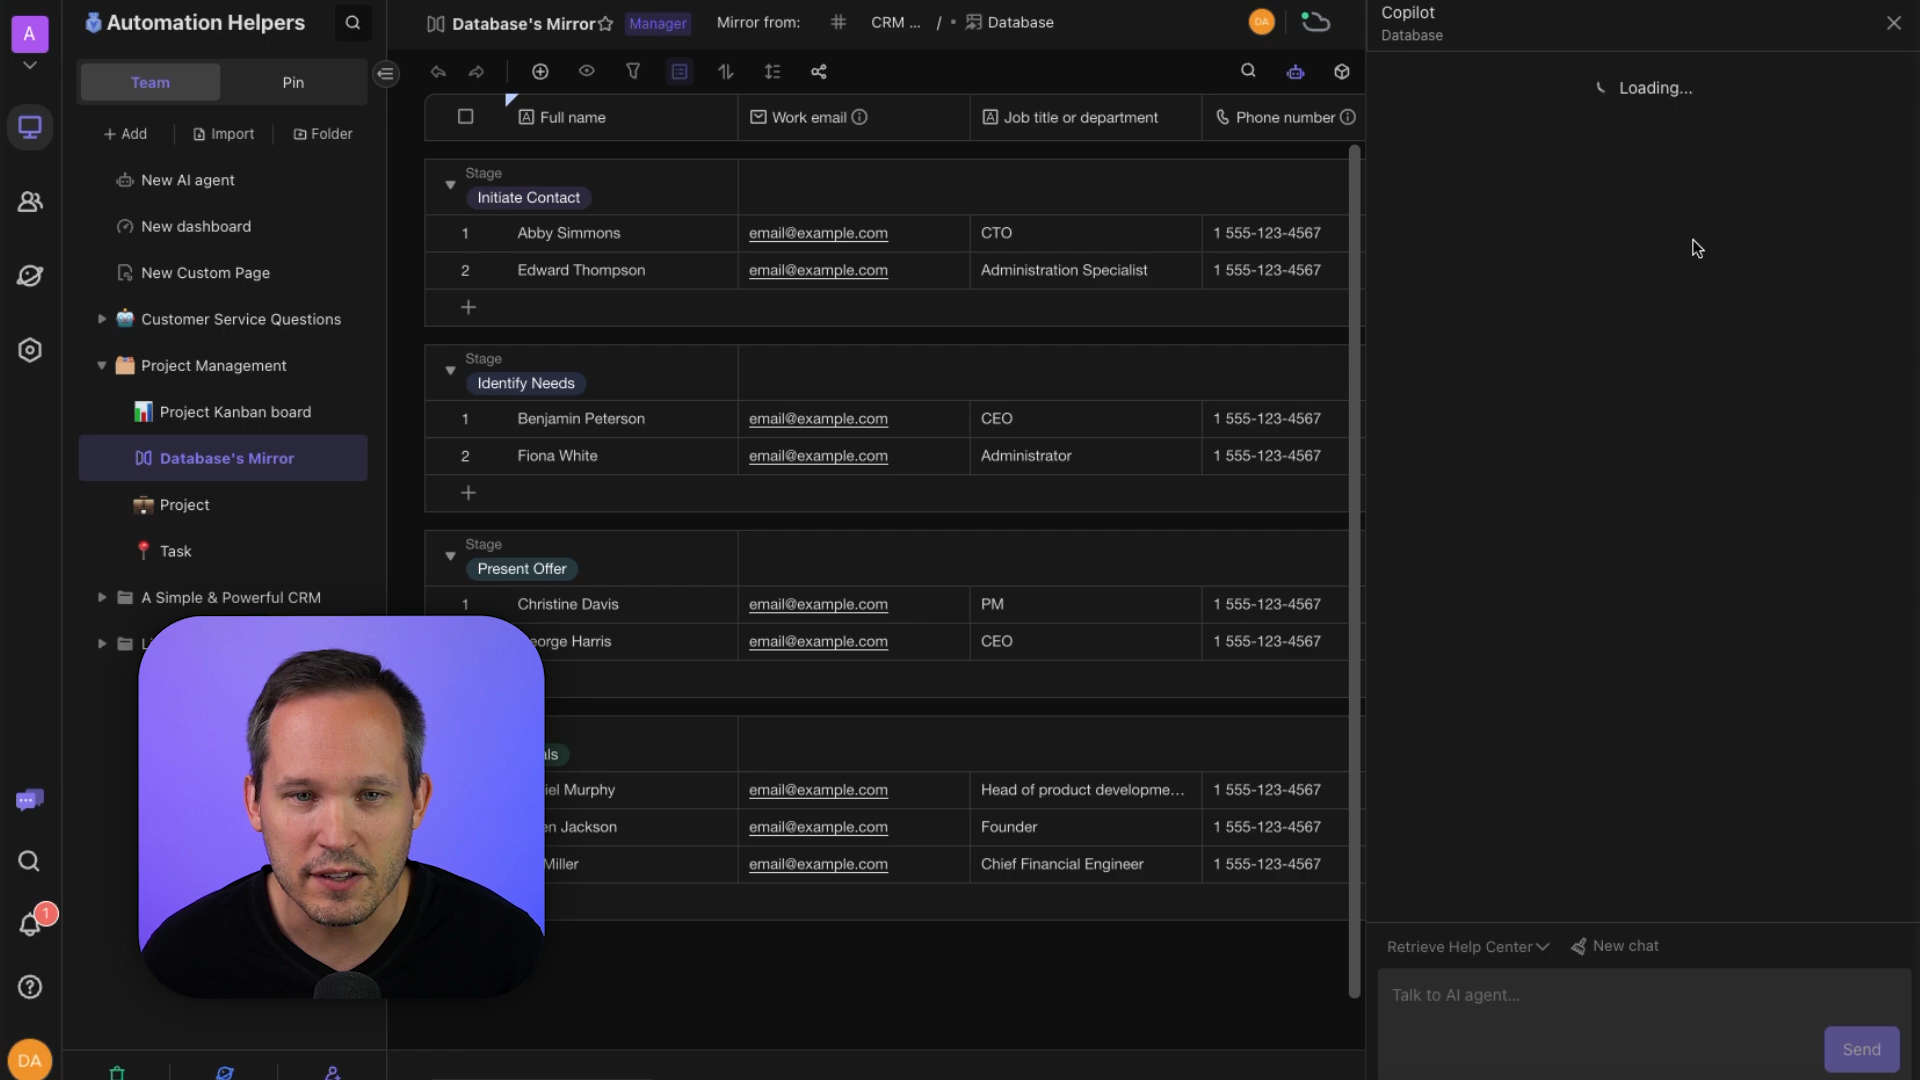 A
Automation Helpers
Team
Pin
Add
Import
Folder
New AI agent
New dashboard
New Custom Page
Customer Service Questions
Project Management
Project Kanban board
Database's Mirror
Project
Task
A Simple & Powerful CRM
1
DA
Database's Mirror
Manager
Mirror from:
CRM ...
/
Database
DA
Full name
Work email
Job title or department
Phone number
Stage
Initiate Contact
1 Abby Simmons email@example.com CTO 1 555-123-4567
2 Edward Thompson email@example.com Administration Specialist 1 555-123-4567
Stage
Identify Needs
1 Benjamin Peterson email@example.com CEO 1 555-123-4567
2 Fiona White email@example.com Administrator 1 555-123-4567
Stage
Present Offer
1 Christine Davis email@example.com PM 1 555-123-4567
Harris email@example.com CEO 1 555-123-4567
Murphy email@example.com Head of product developme... 1 555-123-4567
Jackson email@example.com Founder 1 555-123-4567
Miller email@example.com Chief Financial Engineer 1 555-123-4567
Copilot
Database
Loading...
Retrieve Help Center
New chat
Talk to AI agent...
Send